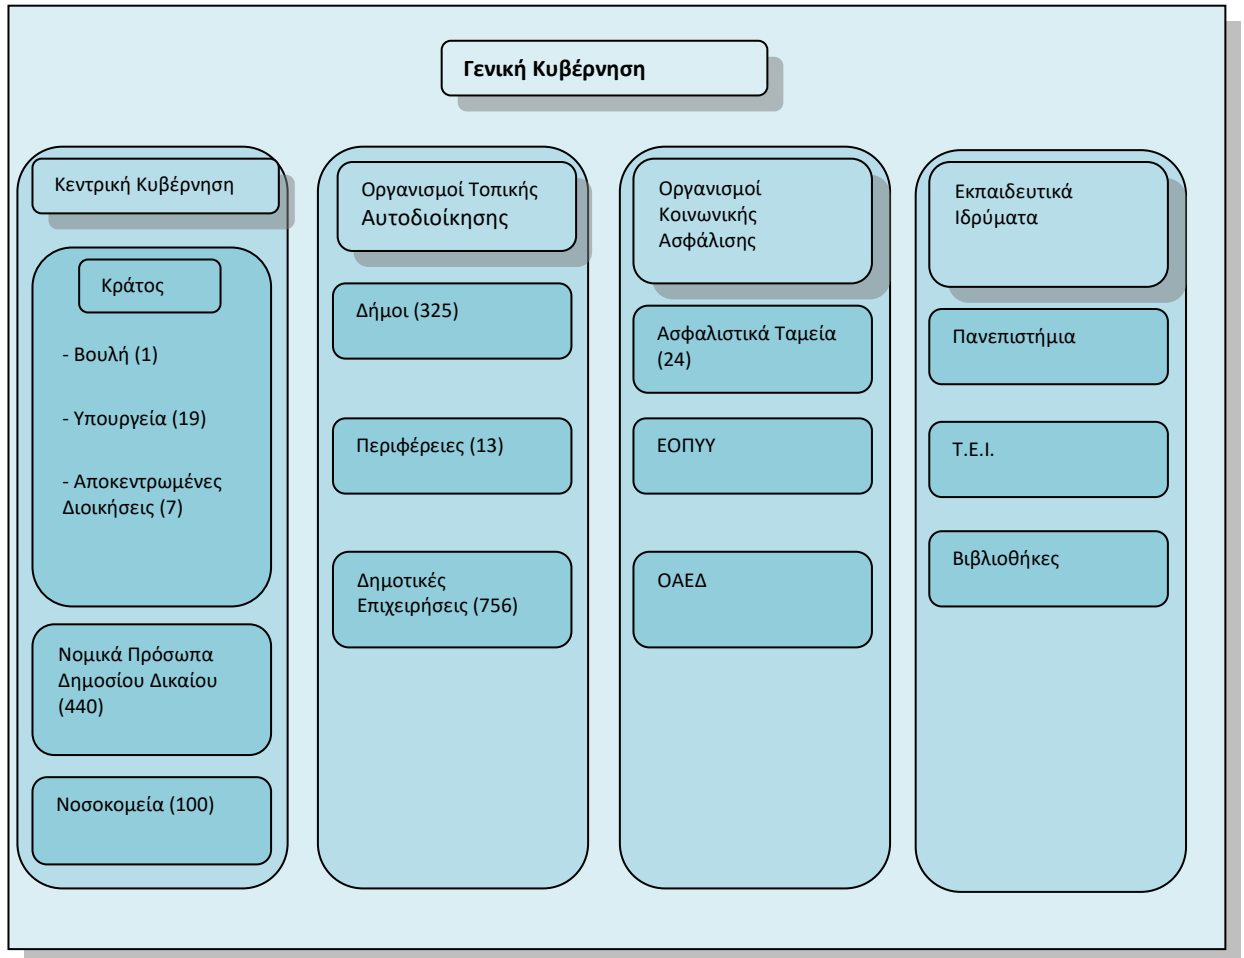 Γενική Κυβέρνηση
Κεντρική Κυβέρνηση
Κράτος
- Βουλή (1)
- Υπουργεία (19)
- Αποκεντρωμένες
Διοικήσεις (7)
Νομικά Πρόσωπα
Δημοσίου Δικαίου
(440)
Νοσοκομεία (100)
Οργανισμοί Τοπικής
Αυτοδιοίκησης
Δήμοι (325)
Περιφέρειες (13)
Δημοτικές
Επιχειρήσεις (756)
Οργανισμοί
Κοινωνικής
Ασφάλισης
Ασφαλιστικά Ταμεία
(24)
ΕΟΠΥΥ
ΟΑΕΔ
Εκπαιδευτικά
Ιδρύματα
Πανεπιστήμια
Τ.Ε.Ι.
Βιβλιοθήκες